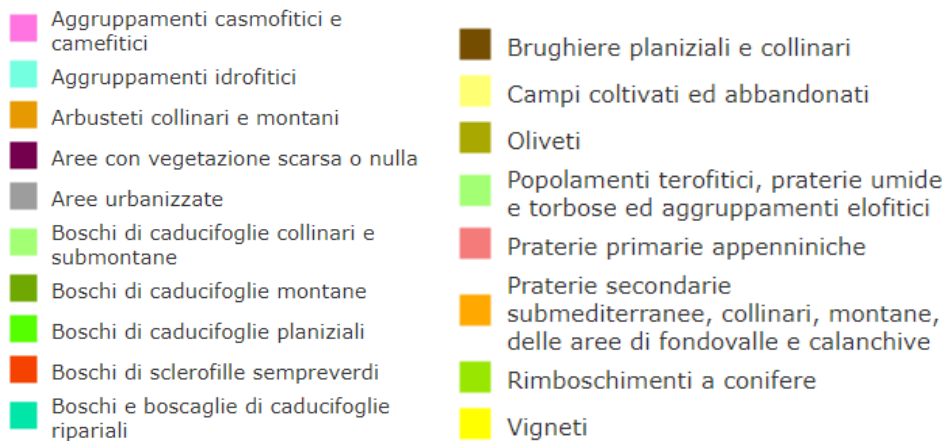 Aggruppamenti casmofitici e
camefitici
Aggruppamenti idrofitici
Arbusteti collinari e montani
Aree con vegetazione scarsa o nulla
Aree urbanizzate
Boschi di caducifoglie collinari e
submontane
Boschi di caducifoglie montane
Boschi di caducifoglie planiziali
Boschi di sclerofille sempreverdi
Boschi e boscaglie di caducifoglie
ripariali
Brughiere planiziali e collinari
Campi coltivati ed abbandonati
Oliveti
Popolamenti terofitici, praterie umide
e torbose ed aggruppamenti elofitici
Praterie primarie appenniniche
Praterie secondarie
submediterranee, collinari, montane,
delle aree di fondovalle e calanchive
Rimboschimenti a conifere
Vigneti